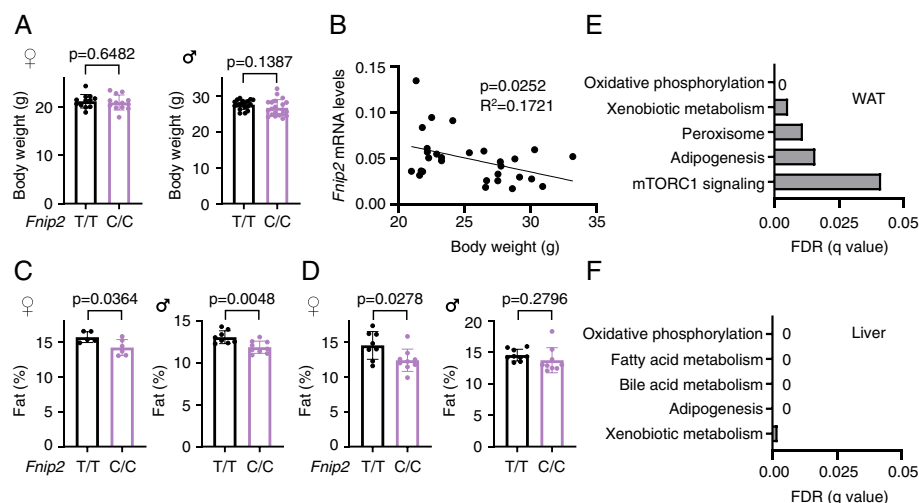 A
♀
p=0.6482
Body weight (g)
20
10
0
Fnip2
T/T
C/C
♂
p=0.1387
Body weight (g)
30
20
10
0
T/T
C/C
B
Fnip2 mRNA levels
0.15
0.10
0.05
0.00
p=0.0252
R²=0.1721
20
25
30
35
Body weight (g)
E
WAT
Oxidative phosphorylation
0
Xenobiotic metabolism
Peroxisome
Adipogenesis
mTORC1 signaling
0.00
0.025
0.05
FDR (q value)
C
♀
p=0.0364
Fat (%)
15
10
5
0
Fnip2
T/T
C/C
♂
p=0.0048
Fat (%)
15
10
5
0
T/T
C/C
D
♀
p=0.0278
Fat (%)
15
10
5
0
Fnip2
T/T
C/C
♂
p=0.2796
Fat (%)
20
15
10
5
0
T/T
C/C
F
Liver
Oxidative phosphorylation
0
Fatty acid metabolism
0
Bile acid metabolism
0
Adipogenesis
0
Xenobiotic metabolism
0.00
0.025
0.05
FDR (q value)